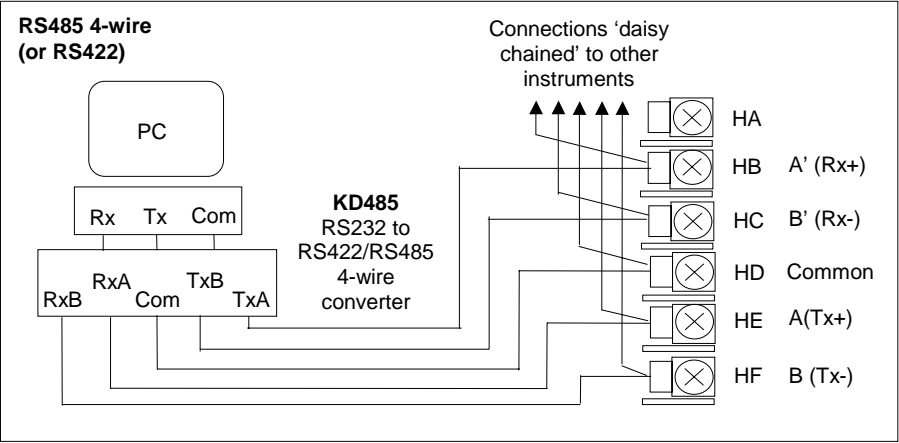 RS485 4-wire
(or RS422)
Connections ‘daisy
chained’ to other
instruments
PC
Rx Tx Com
RxB RxA Com TxB TxA
KD485
RS232 to
RS422/RS485
4-wire
converter
HA
HB A’ (Rx+)
HC B’ (Rx-)
HD Common
HE A(Tx+)
HF B (Tx-)